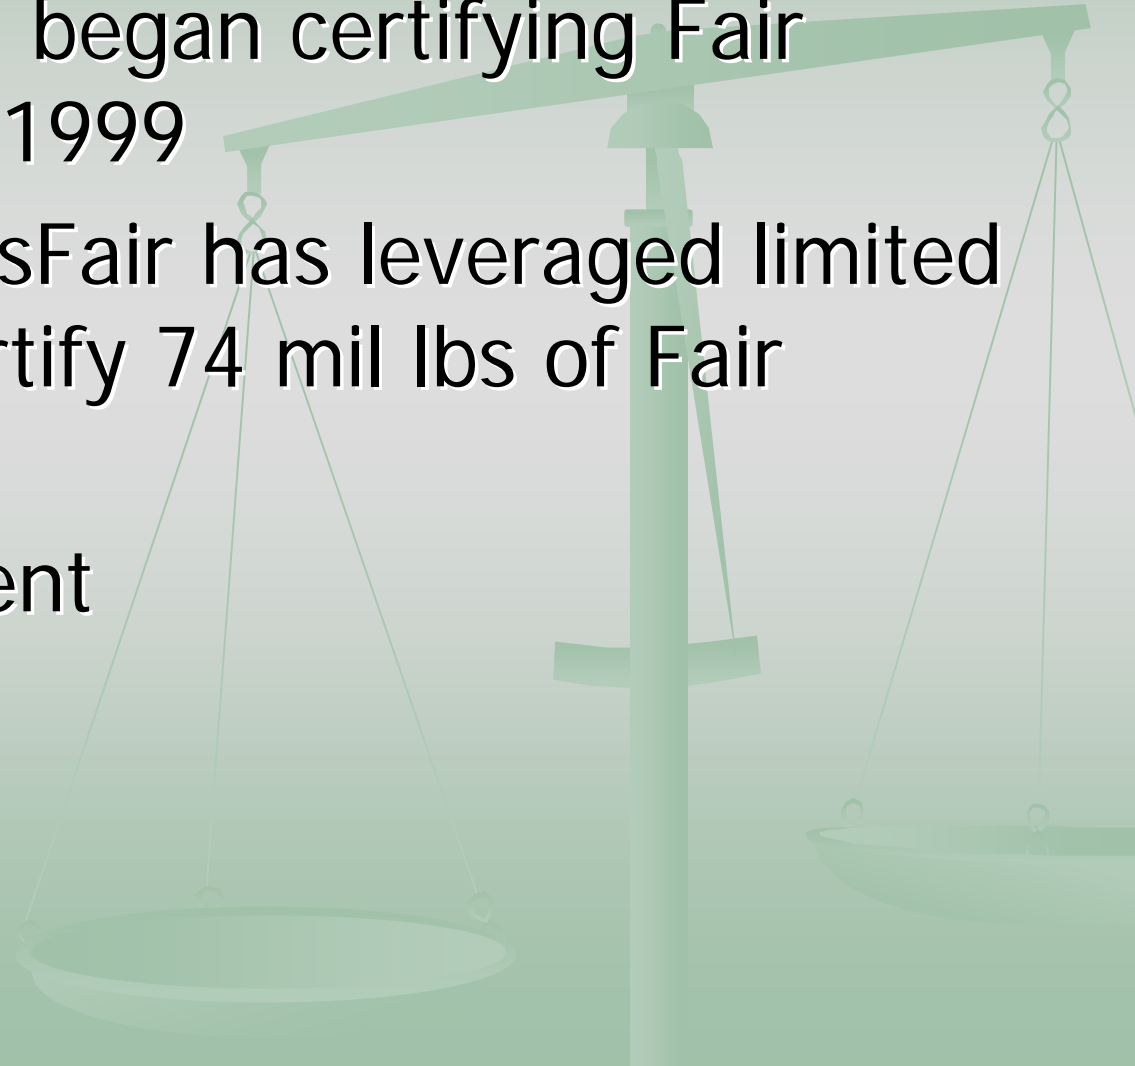 began certifying Fair
1999
sFair has leveraged limited
rtify 74 mil lbs of Fair
ent